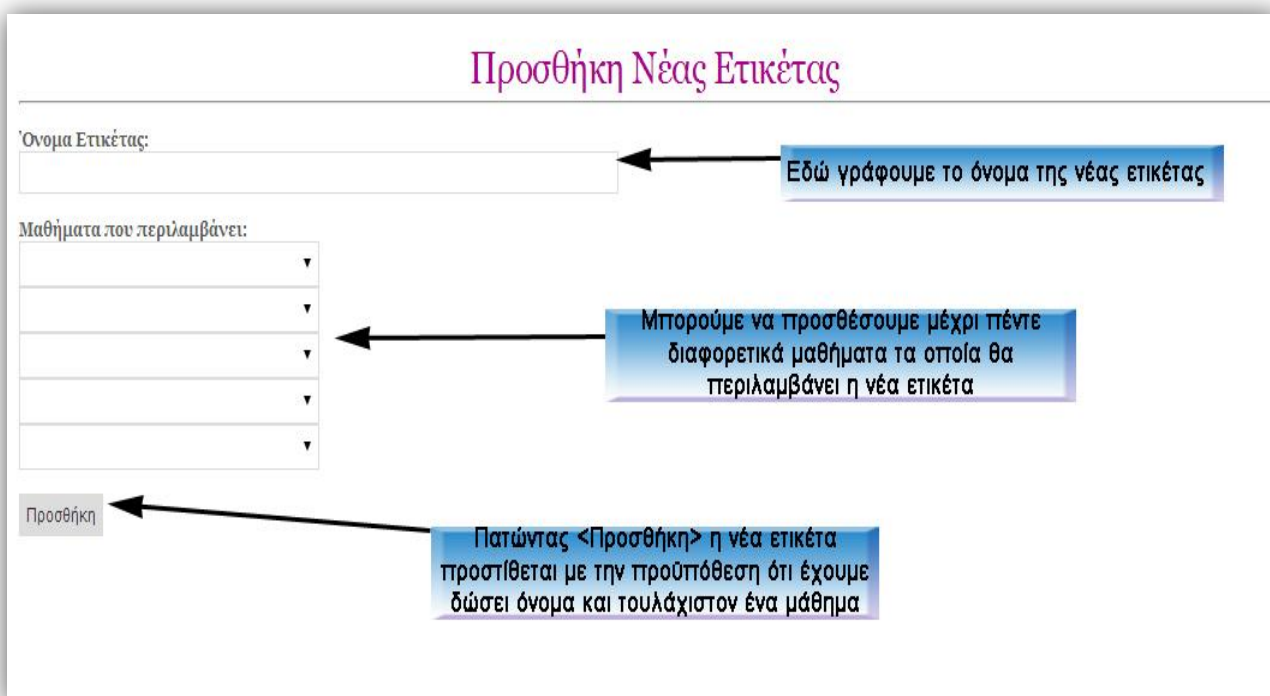 Προσθήκη Νέας Ετικέτας
Όνομα Ετικέτας:
Εδώ γράφουμε το όνομα της νέας ετικέτας
Μαθήματα που περιλαμβάνει:
Μπορούμε να προσθέσουμε μέχρι πέντε
διαφορετικά μαθήματα τα οποία θα
περιλαμβάνει η νέα ετικέτα
Προσθήκη
Πατώντας <Προσθήκη> η νέα ετικέτα
προστίθεται με την προϋπόθεση ότι έχουμε
δώσει όνομα και τουλάχιστον ένα μάθημα